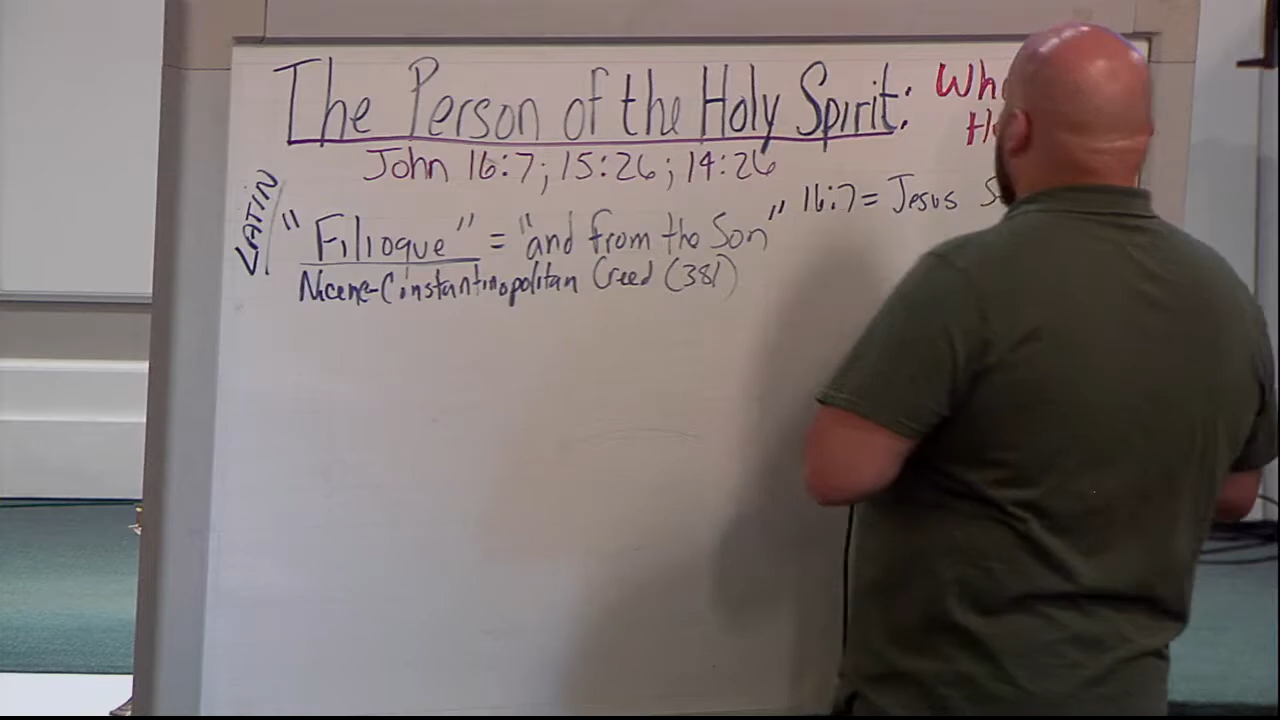 The Person of the Holy Spirit:
John 16:7; 15:26; 14:26
LATIN
"Filioque" = "and from the Son" 16:7 = Jesus
Nicene-Constantinopolitan Creed (381)